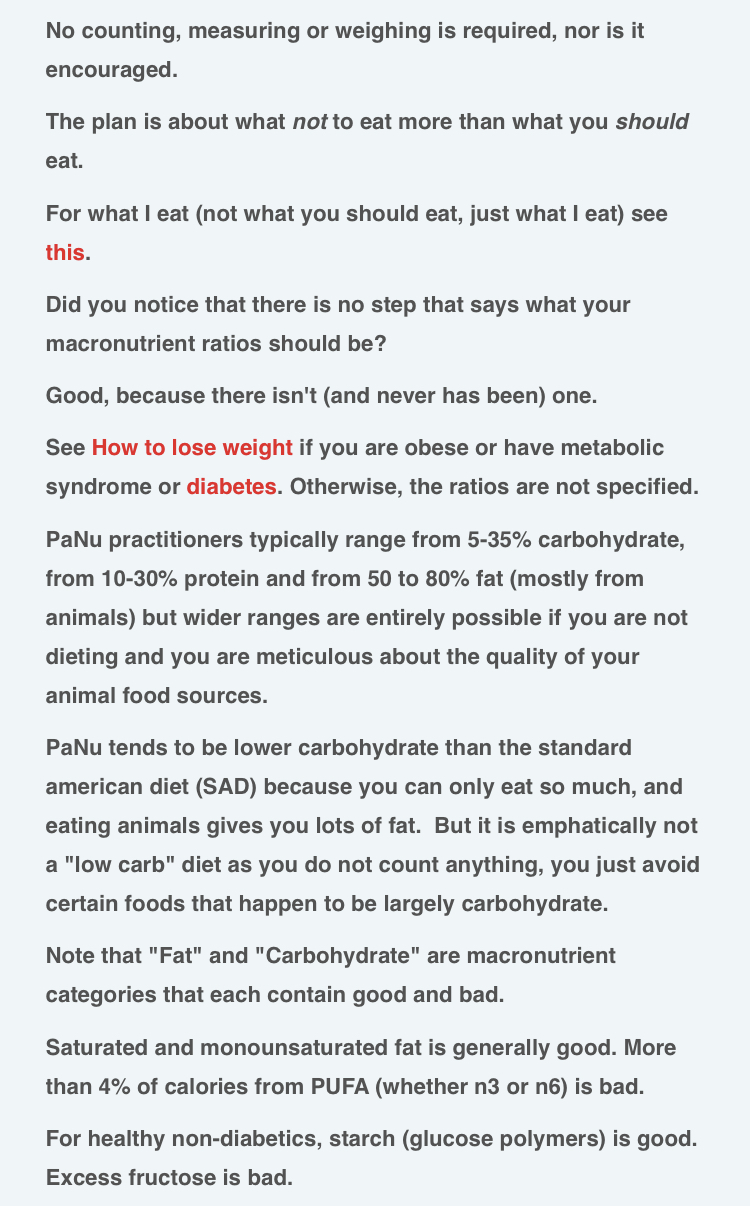 No counting, measuring or weighing is required, nor is it
encouraged.
The plan is about what not to eat more than what you should
eat.
For what I eat (not what you should eat, just what I eat) see
this.
Did you notice that there is no step that says what your
macronutrient ratios should be?
Good, because there isn't (and never has been) one.
See How to lose weight if you are obese or have metabolic
syndrome or diabetes. Otherwise, the ratios are not specified.
PaNu practitioners typically range from 5-35% carbohydrate,
from 10-30% protein and from 50 to 80% fat (mostly from
animals) but wider ranges are entirely possible if you are not
dieting and you are meticulous about the quality of your
animal food sources.
PaNu tends to be lower carbohydrate than the standard
american diet (SAD) because you can only eat so much, and
eating animals gives you lots of fat.  But it is emphatically not
a "low carb" diet as you do not count anything, you just avoid
certain foods that happen to be largely carbohydrate.
Note that "Fat" and "Carbohydrate" are macronutrient
categories that each contain good and bad.
Saturated and monounsaturated fat is generally good. More
than 4% of calories from PUFA (whether n3 or n6) is bad.
For healthy non-diabetics, starch (glucose polymers) is good.
Excess fructose is bad.